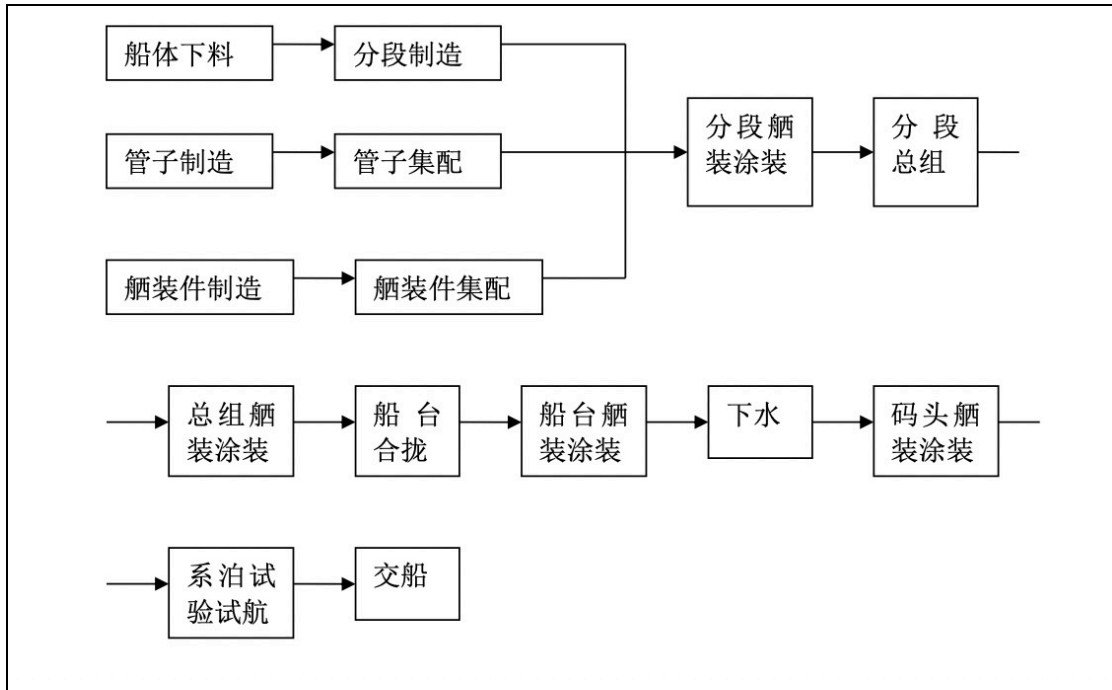 船体下料
分段制造
管子制造
管子集配
舾装件制造
舾装件集配
分段舾
装涂装
分段
总组
总组舾
装涂装
船台
合拢
船台舾
装涂装
下水
码头舾
装涂装
系泊试
验试航
交船